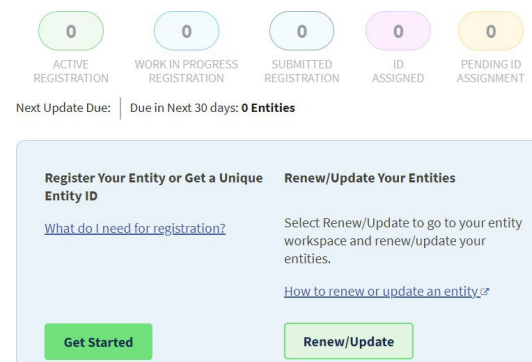 0 0 0 0 0
ACTIVE WORK IN PROGRESS SUBMITTED ID PENDING ID
REGISTRATION REGISTRATION REGISTRATION ASSIGNED ASSIGNMENT
Next Update Due: Due in Next 30 days: 0 Entities
Register Your Entity or Get a Unique
Entity ID
What do I need for registration?
Get Started
Renew/Update Your Entities
Select Renew/Update to go to your entity
workspace and renew/update your
entities.
How to renew or update an entity
Renew/Update